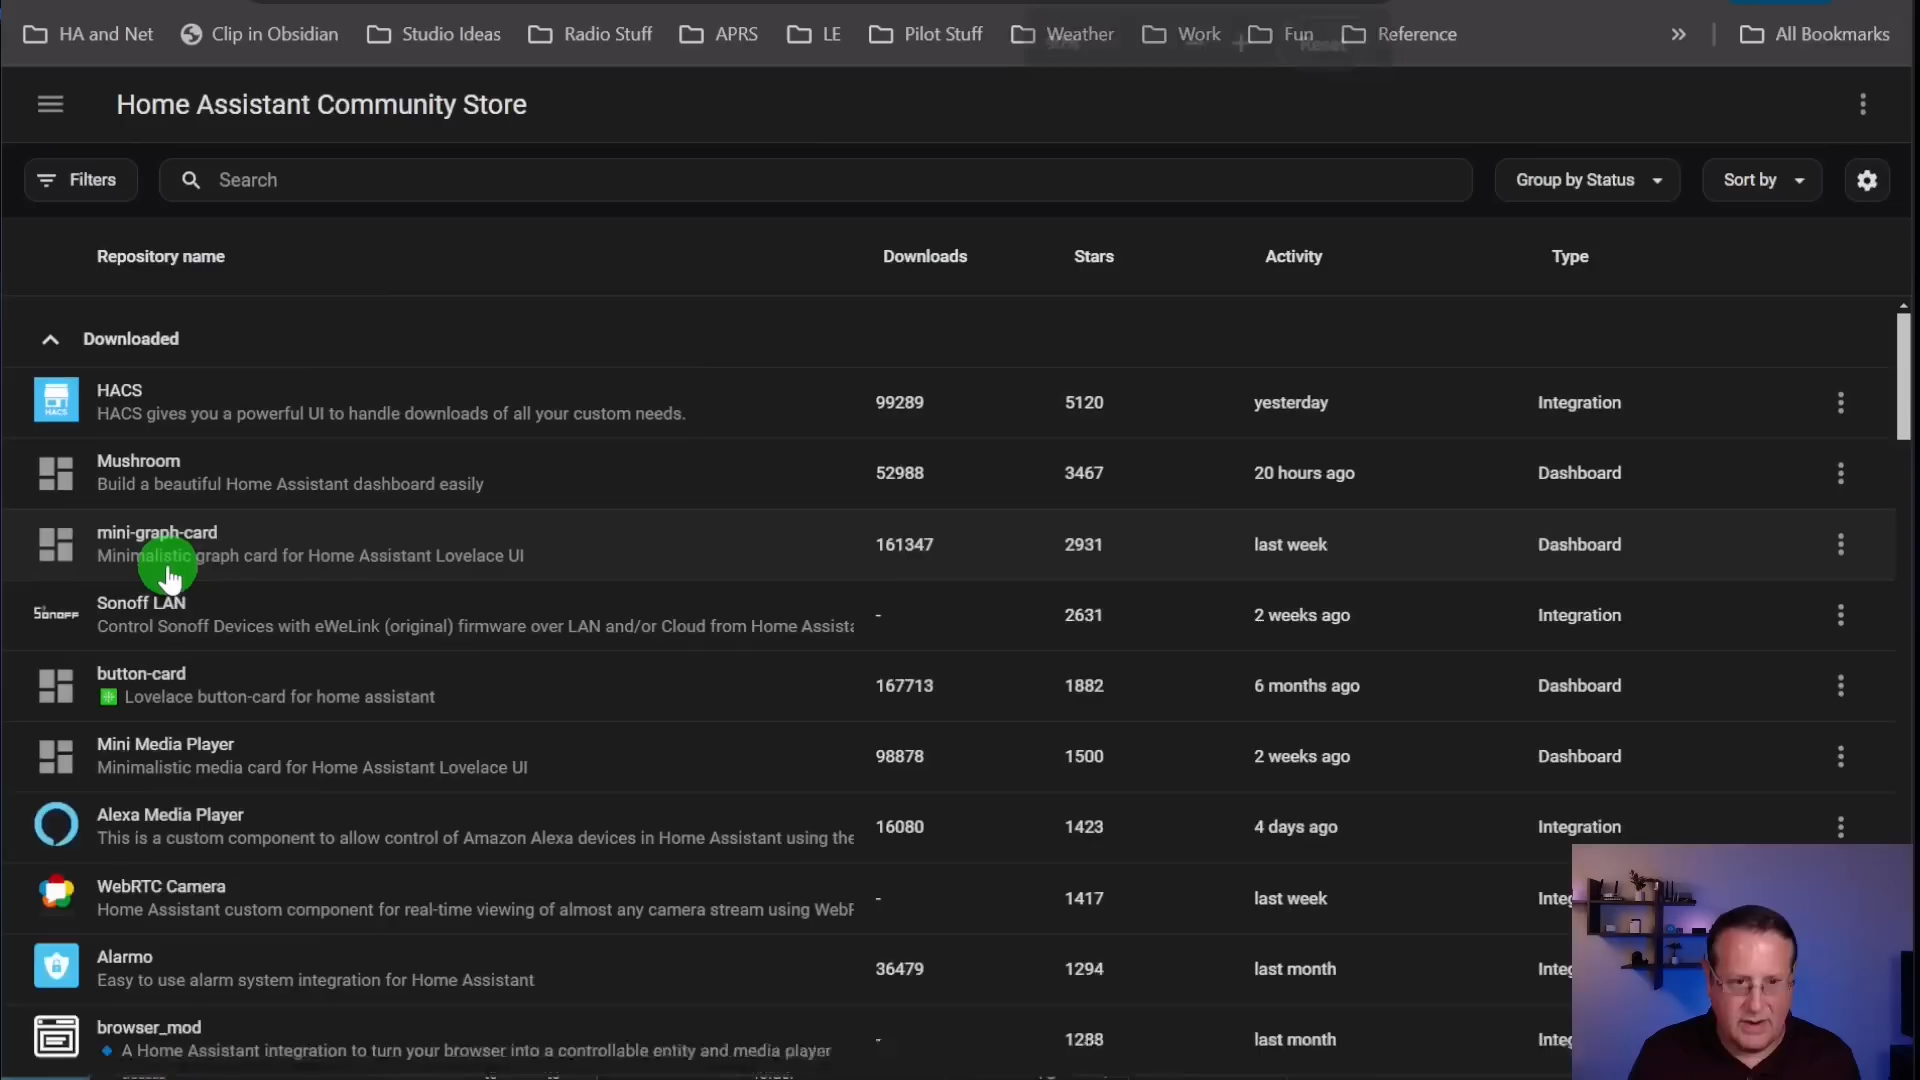 HA and Net Clip in Obsidian Studio Ideas Radio Stuff APRS LE Pilot Stuff Weather Work Fun Reference » All Bookmarks
Home Assistant Community Store
Filters Search Group by Status Sort by
Repository name Downloads Stars Activity Type
Downloaded
HACS
HACS gives you a powerful UI to handle downloads of all your custom needs.
99289 5120 yesterday Integration
Mushroom
Build a beautiful Home Assistant dashboard easily
52988 3467 20 hours ago Dashboard
mini-graph-card
Minimalistic graph card for Home Assistant Lovelace UI
161347 2931 last week Dashboard
SONOFF
Sonoff LAN
Control Sonoff Devices with eWeLink (original) firmware over LAN and/or Cloud from Home Assista
- 2631 2 weeks ago Integration
button-card
Lovelace button-card for home assistant
167713 1882 6 months ago Dashboard
Mini Media Player
Minimalistic media card for Home Assistant Lovelace UI
98878 1500 2 weeks ago Dashboard
Alexa Media Player
This is a custom component to allow control of Amazon Alexa devices in Home Assistant using the
16080 1423 4 days ago Integration
WebRTC Camera
Home Assistant custom component for real-time viewing of almost any camera stream using WebR
- 1417 last week Inte
Alarmo
Easy to use alarm system integration for Home Assistant
36479 1294 last month Inte
browser_mod
A Home Assistant integration to turn your browser into a controllable entity and media player
- 1288 last month Inte